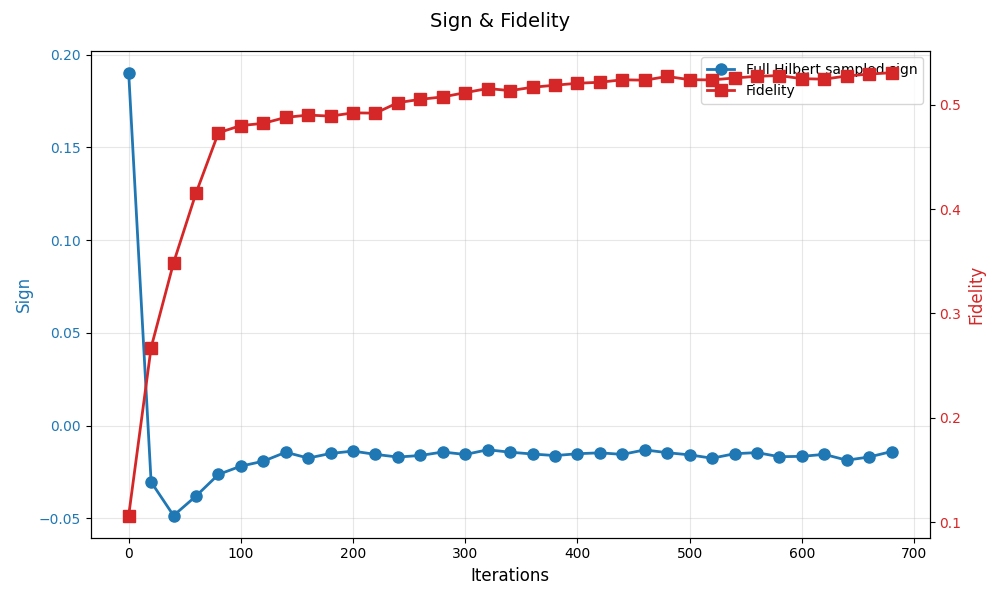 Sign & Fidelity
Full Hilbert sampled sign
Fidelity
0.20
0.15
0.10
0.05
0.00
−0.05
Sign
0.5
0.4
0.3
0.2
0.1
Fidelity
0 100 200 300 400 500 600 700
Iterations